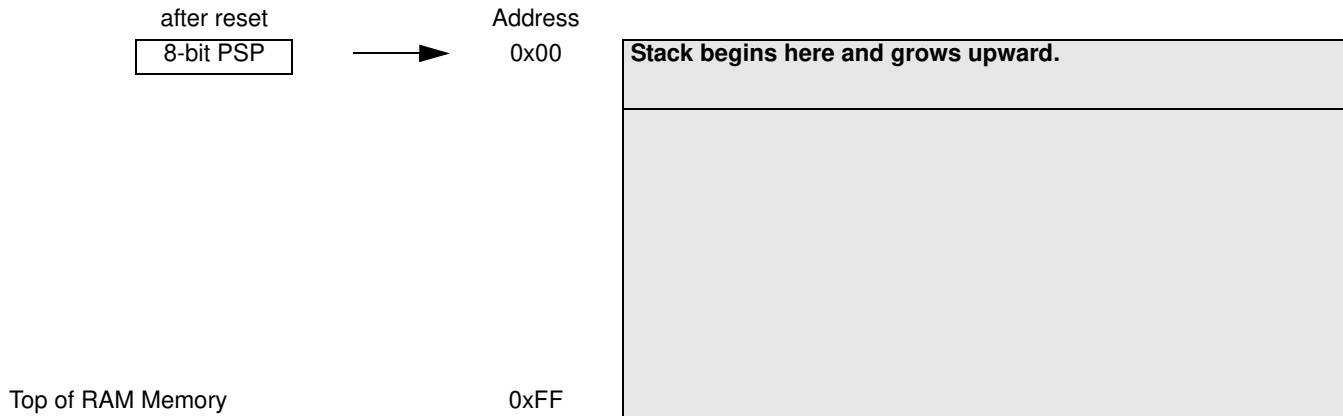 after reset
Address
8-bit PSP
0x00
Stack begins here and grows upward.
Top of RAM Memory
0xFF